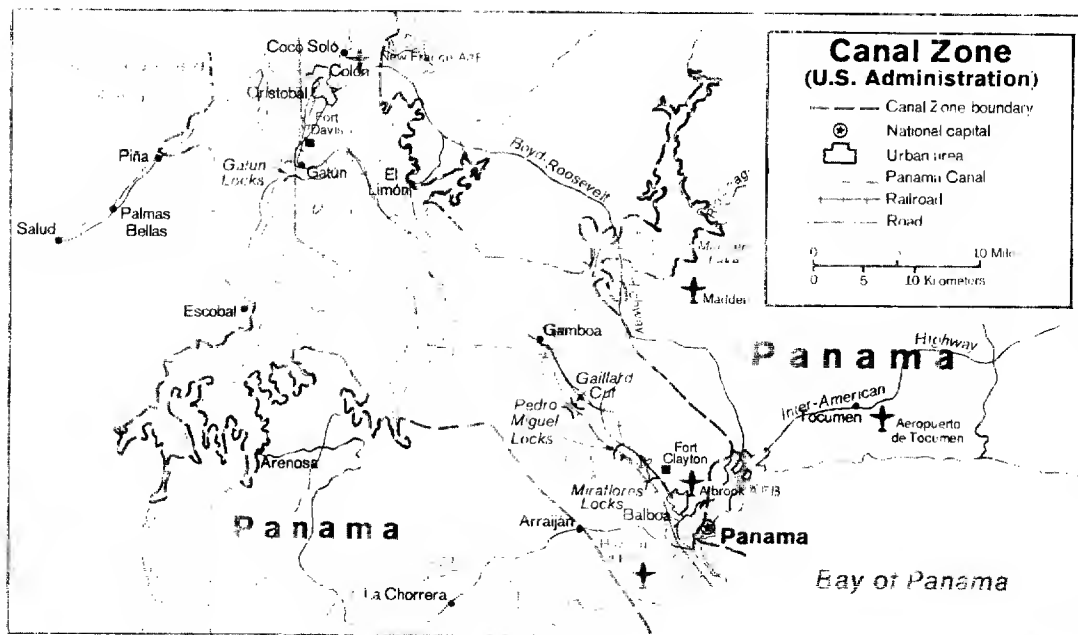 Canal Zone
(U.S. Administration)
Canal Zone boundary
National capital
Urban area
Panama Canal
Railroad
Road
0 10 Mile
0 5 10 Kilometers
Coco Solo
Colón
Cristobal
Fort
Davis
Gatun
Locks
Gatún
El
Limón
Piña
Palmas
Bellas
Salud
Boyd-Roosevelt
Madden
Escobal
Gamboa
Gaillard
Cut
Pedro
Miguel
Locks
Panama
Highway
Inter-American
Tocumen
Aeropuerto
de Tocumen
Arenosa
Fort
Clayton
Miraflores
Locks
Albrook
Balboa
Panama
Panama
Arraiján
La Chorrera
Bay of Panama